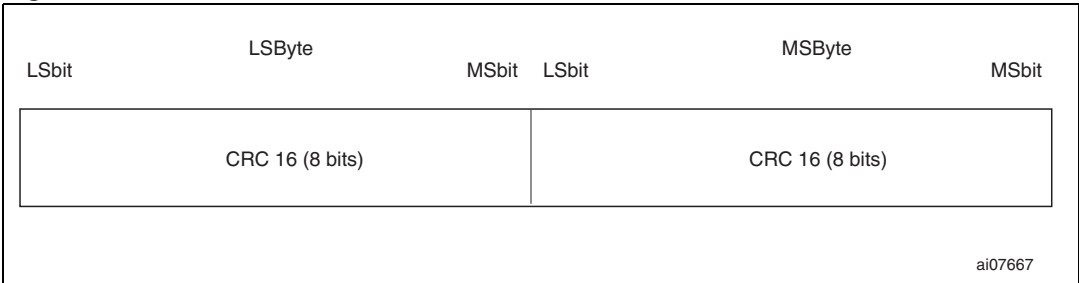 LSByte MSByte
LSbit MSbit LSbit MSbit
CRC 16 (8 bits) CRC 16 (8 bits)
ai07667